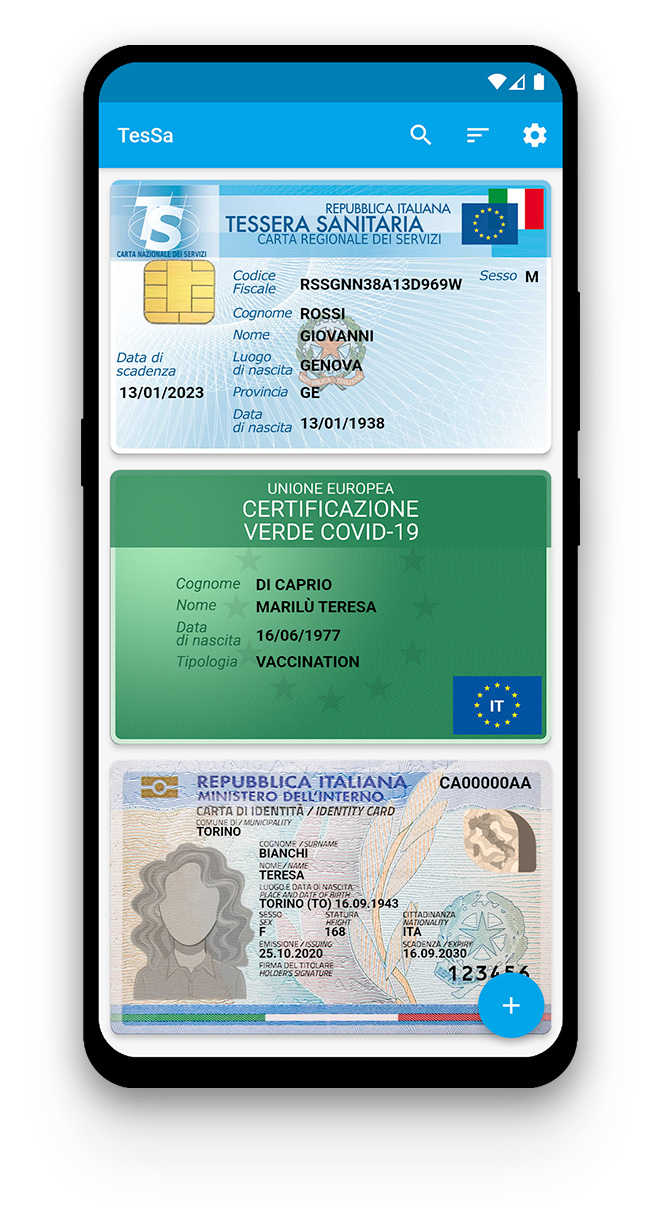 TesSa
TS
CARTA NAZIONALE DEI SERVIZI
REPUBBLICA ITALIANA
TESSERA SANITARIA
CARTA REGIONALE DEI SERVIZI
Codice
Fiscale RSSGNN38A13D969W Sesso M
Cognome ROSSI
Nome GIOVANNI
Data di
scadenza
13/01/2023
Luogo
di nascita GENOVA
Provincia GE
Data
di nascita 13/01/1938
UNIONE EUROPEA
CERTIFICAZIONE
VERDE COVID-19
Cognome DI CAPRIO
Nome MARILÙ TERESA
Data
di nascita 16/06/1977
Tipologia VACCINATION
IT
REPUBBLICA ITALIANA CA00000AA
MINISTERO DELL'INTERNO
CARTA DI IDENTITÀ / IDENTITY CARD
COMUNE DI / MUNICIPALITY
TORINO
COGNOME / SURNAME
BIANCHI
NOME / NAME
TERESA
LUOGO E DATA DI NASCITA
PLACE AND DATE OF BIRTH
TORINO (TO) 16.09.1943
SESSO STATURA CITTADINANZA
SEX HEIGHT NATIONALITY
F 168 ITA
EMISSIONE / ISSUING SCADENZA / EXPIRY
25.10.2020 16.09.2030
FIRMA DEL TITOLARE
HOLDER'S SIGNATURE
123456